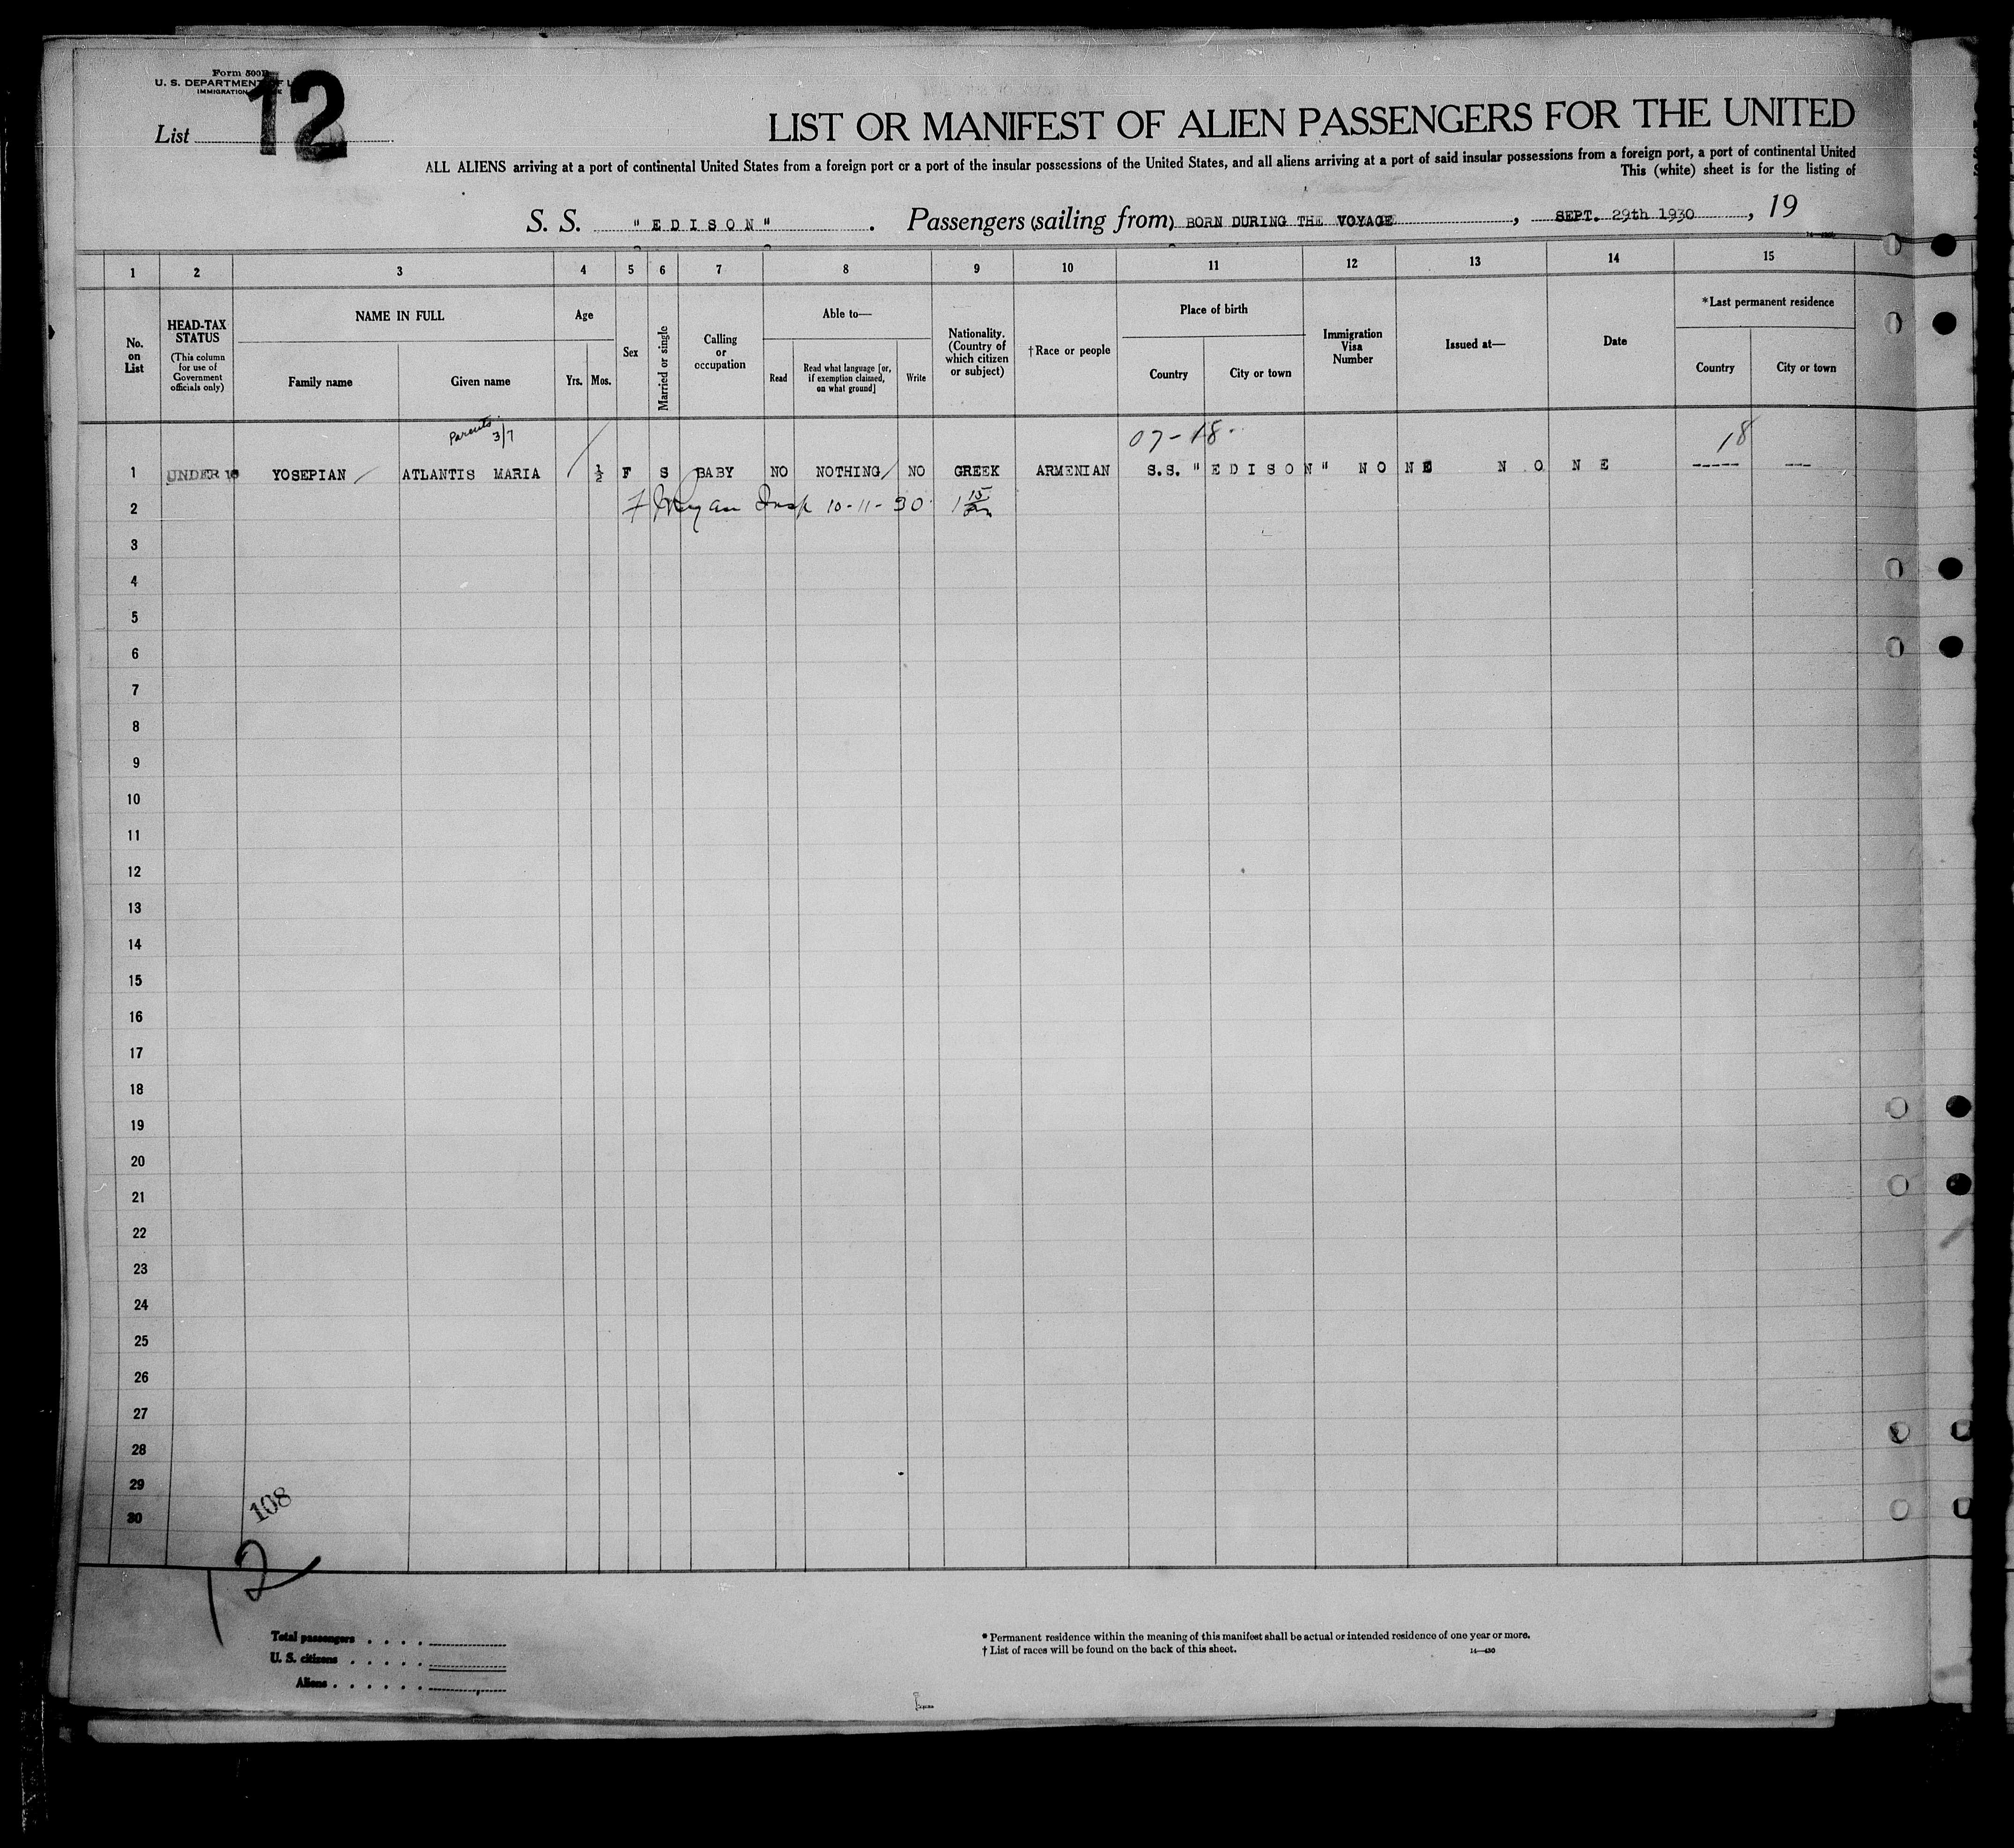 Form 500
U. S. DEPARTMENT OF L
IMMIGRATION
List 12
LIST OR MANIFEST OF ALIEN PASSENGERS FOR THE UNITED
ALL ALIENS arriving at a port of continental United States from a foreign port or a port of the insular possessions of the United States, and all aliens arriving at a port of said insular possessions from a foreign port, a port of continental United
This (white) sheet is for the listing of
S. S. "EDISON". Passengers (sailing from) BORN DURING THE VOYAGE, SEPT. 29th 1930, 19
1 2 3 4 5 6 7 8 9 10 11 12 13 14 15
No. on List
HEAD-TAX STATUS
(This column for use of Government officials only)
NAME IN FULL
Family name
Given name
Age
Yrs.
Mos.
Sex
Married or single
Calling or occupation
Able to—
Read
Read what language [or, if exemption claimed, on what ground]
Write
Nationality. (Country of which citizen or subject)
†Race or people
Place of birth
Country
City or town
Immigration Visa Number
Issued at—
Date
*Last permanent residence
Country
City or town
Parents 3/7
07-18-
18
1 UNDER 16 YOSEPIAN ATLANTIS MARIA ½ F S BABY NO NOTHING NO GREEK ARMENIAN S.S. "EDISON" NONE NONE ----- ---
2 Insp 10-11-30
3
4
5
6
7
8
9
10
11
12
13
14
15
16
17
18
19
20
21
22
23
24
25
26
27
28
29
30
108
12
Total passengers . . . .
U. S. citizens . . . . .
Aliens . . . . . .
* Permanent residence within the meaning of this manifest shall be actual or intended residence of one year or more.
† List of races will be found on the back of this sheet.
14—430